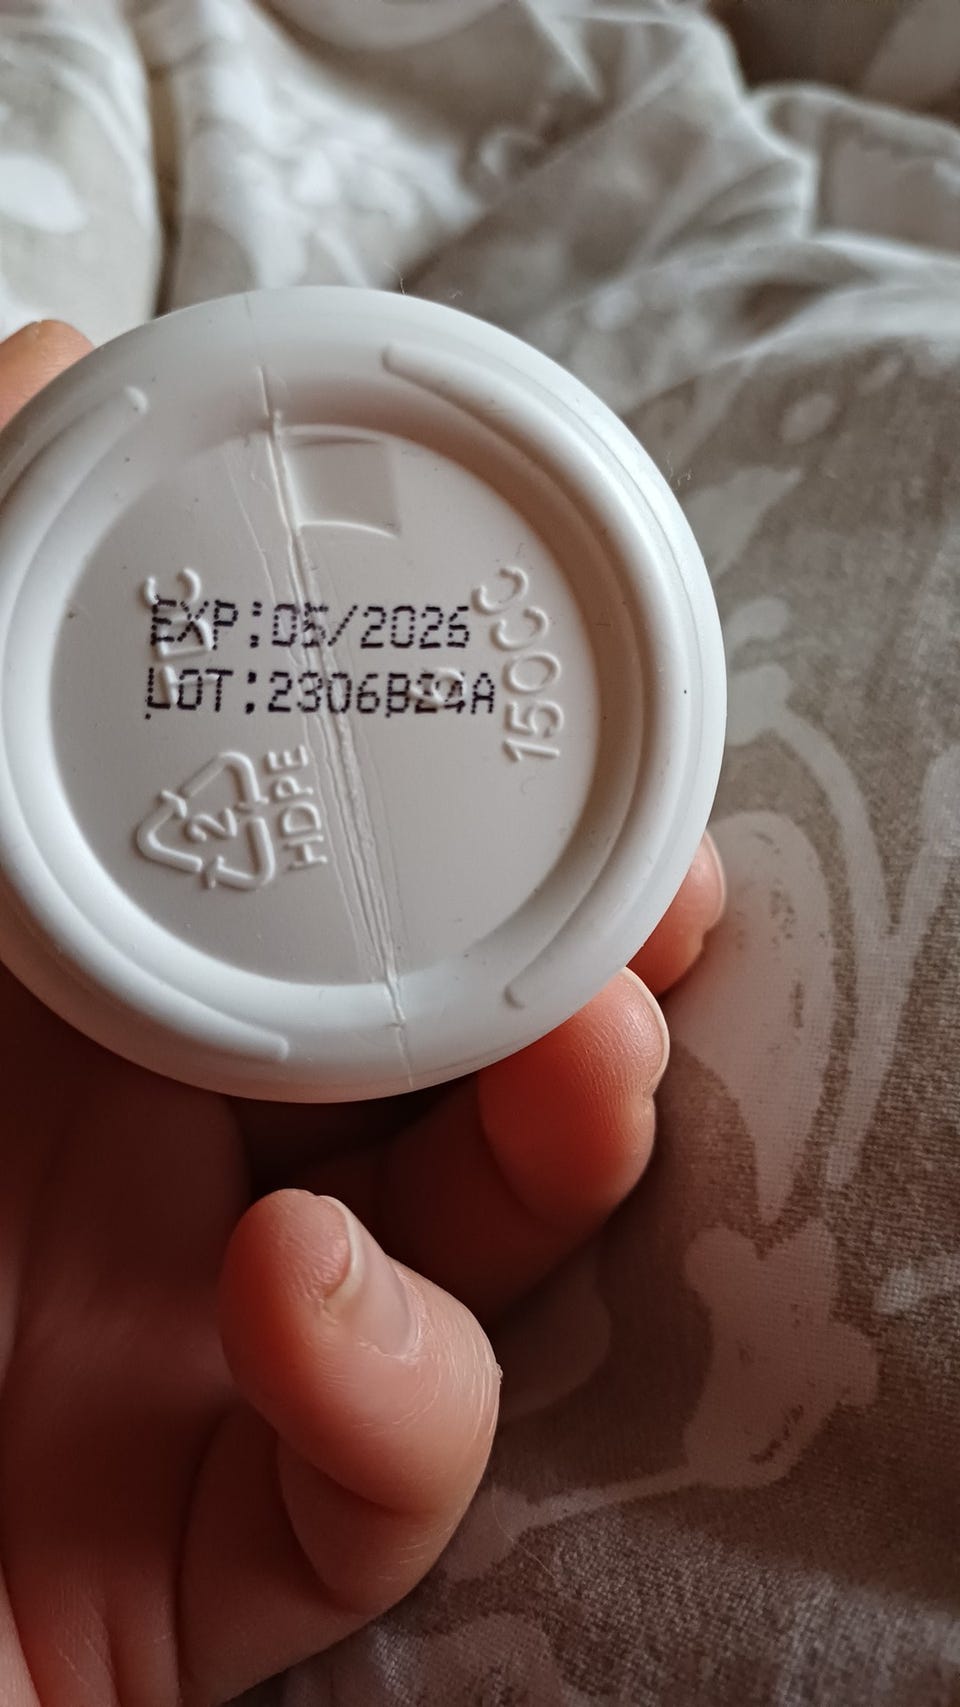 EXP:05/2026
LOT:2306B24A
150CC
2
HDPE